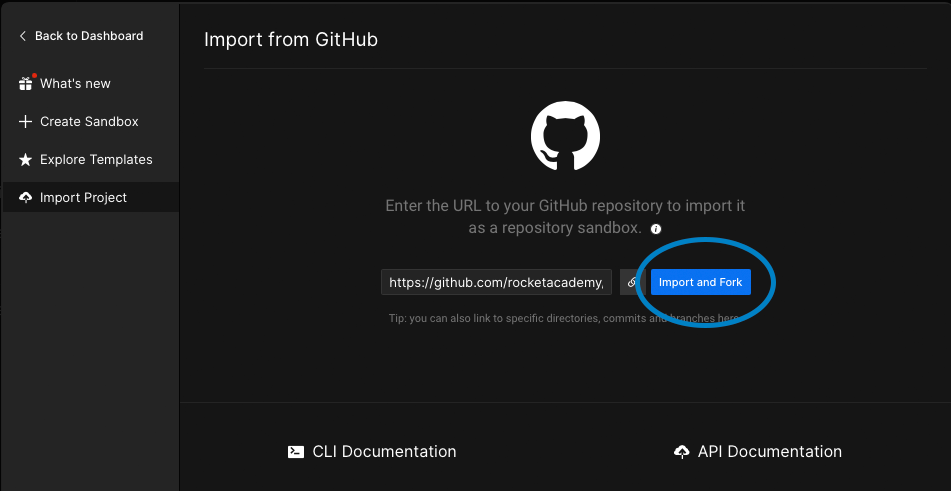 Back to Dashboard
What's new
Create Sandbox
Explore Templates
Import Project
Import from GitHub
Enter the URL to your GitHub repository to import it
as a repository sandbox.
https://github.com/rocketacademy,
Import and Fork
Tip: you can also link to specific directories, commits and branches here
CLI Documentation
API Documentation